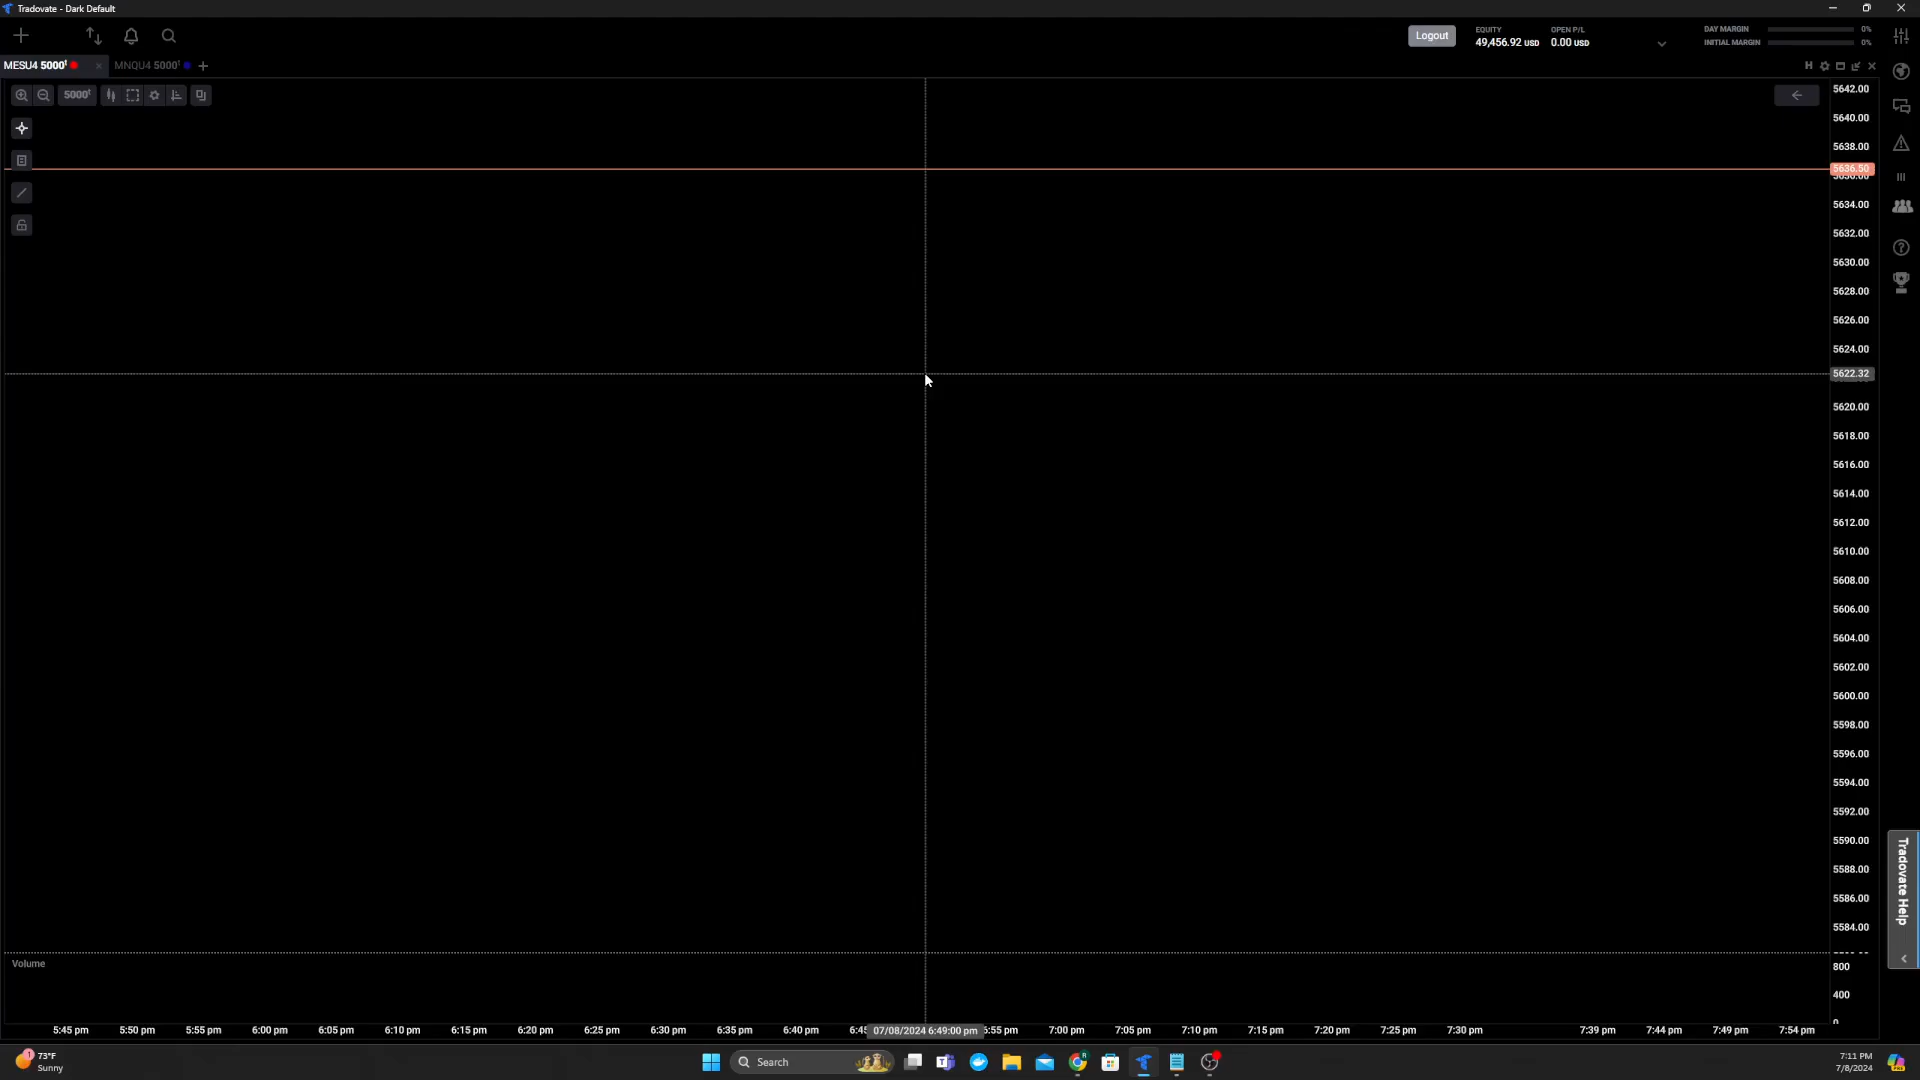 Tradovate - Dark Default
Logout
EQUITY
49,456.92 USD
OPEN P/L
0.00 USD
DAY MARGIN
0%
INITIAL MARGIN
0%
MESU4 5000t
MNQU4 5000t
H
5000t
5642.00
5640.00
5638.00
5636.50
5634.00
5632.00
5630.00
5628.00
5626.00
5624.00
5622.32
5620.00
5618.00
5616.00
5614.00
5612.00
5610.00
5608.00
5606.00
5604.00
5602.00
5600.00
5598.00
5596.00
5594.00
5592.00
5590.00
5588.00
5586.00
5584.00
Tradovate Help
Volume
800
400
0
5:45 pm 5:50 pm 5:55 pm 6:00 pm 6:05 pm 6:10 pm 6:15 pm 6:20 pm 6:25 pm 6:30 pm 6:35 pm 6:40 pm 6:45 07/08/2024 6:49:00 pm 5:55 pm 7:00 pm 7:05 pm 7:10 pm 7:15 pm 7:20 pm 7:25 pm 7:30 pm 7:39 pm 7:44 pm 7:49 pm 7:54 pm
1
73°F
Sunny
Search
7:11 PM
7/8/2024